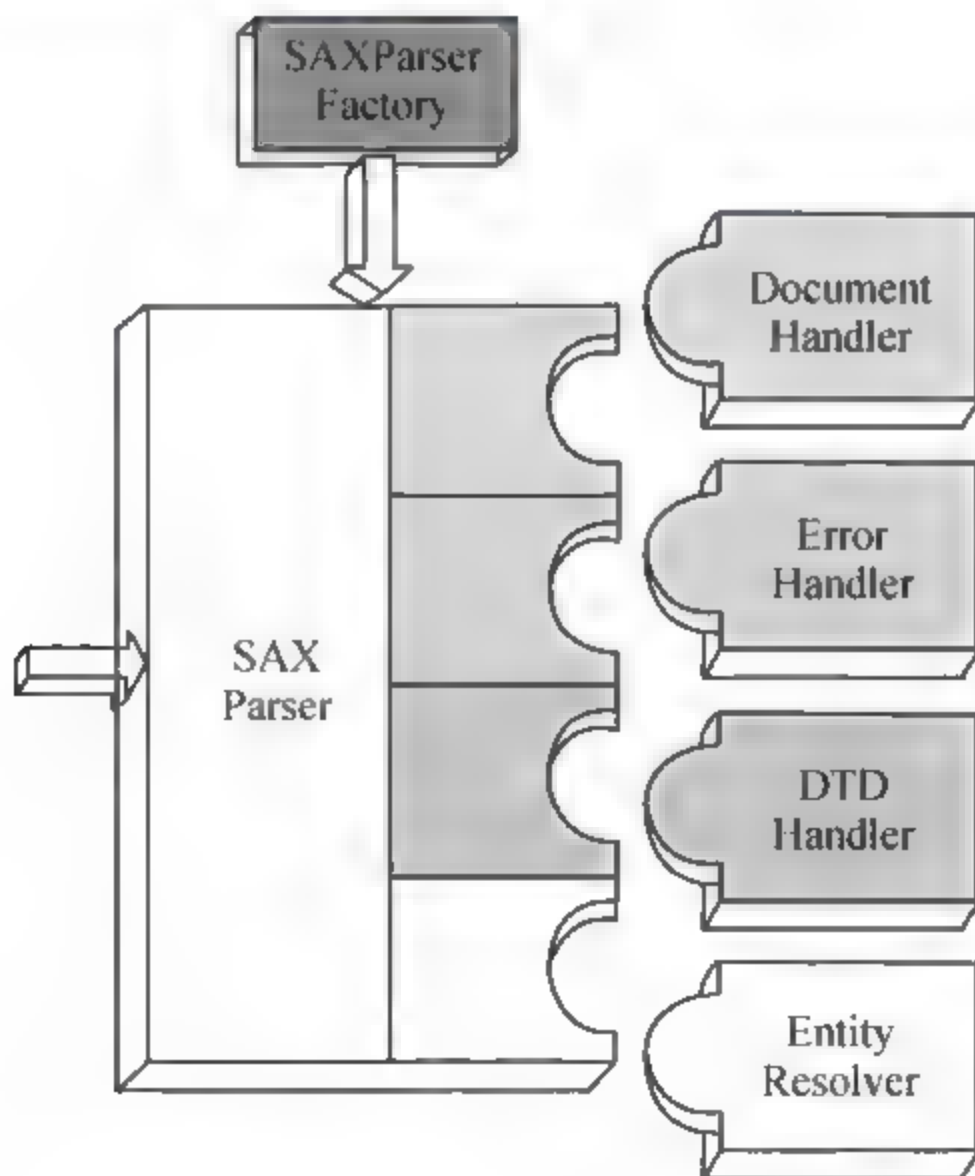 SAXParser
Factory
Document
Handler
Error
Handler
SAX
Parser
DTD
Handler
Entity
Resolver